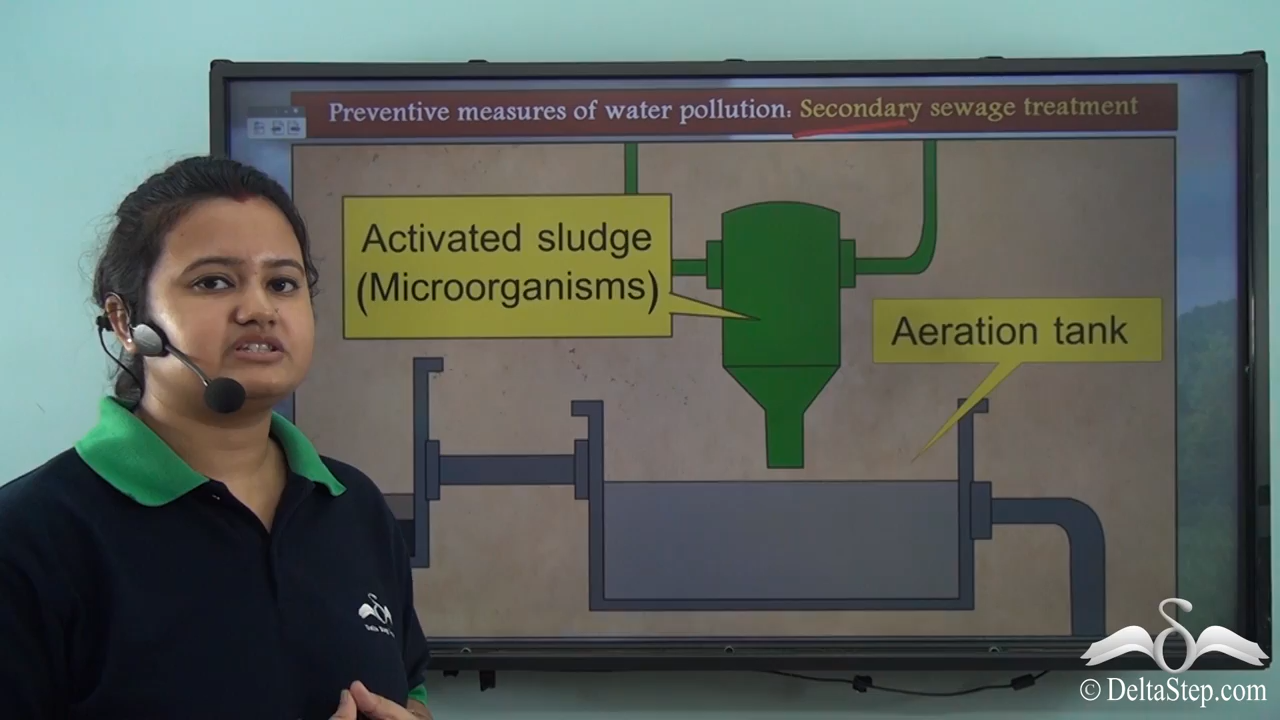 Preventive measures of water pollution: Secondary sewage treatment
Activated sludge
(Microorganisms)
Aeration tank
© DeltaStep.com